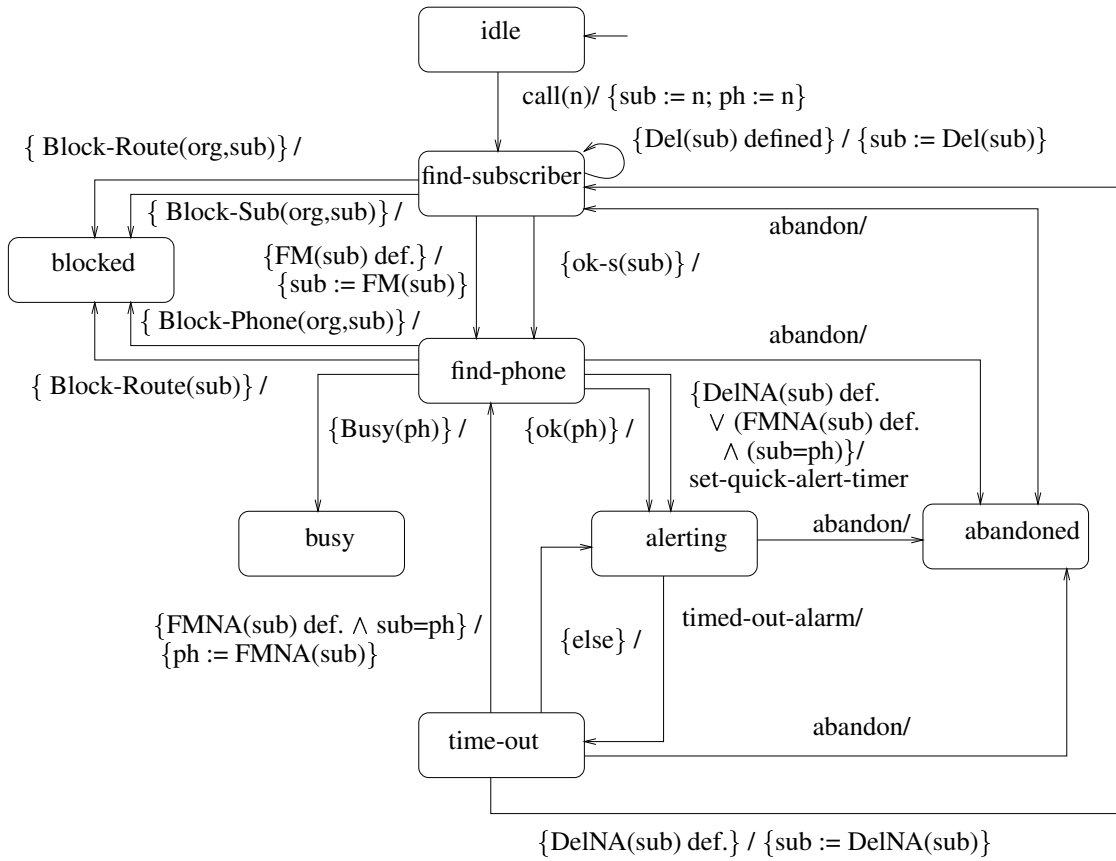 idle
call(n)/ {sub := n; ph := n}
{ Block-Route(org,sub)} /
{Del(sub) defined} / {sub := Del(sub)}
find-subscriber
{ Block-Sub(org,sub)} /
abandon/
blocked
{FM(sub) def.} /
{sub := FM(sub)}
{ok-s(sub)} /
{ Block-Phone(org,sub)} /
abandon/
find-phone
{ Block-Route(sub)} /
{Busy(ph)} /
{ok(ph)} /
{DelNA(sub) def.
∨ (FMNA(sub) def.
∧ (sub=ph)}/
set-quick-alert-timer
busy
alerting
abandon/
abandoned
{FMNA(sub) def. ∧ sub=ph} /
{ph := FMNA(sub)}
{else} /
timed-out-alarm/
time-out
abandon/
{DelNA(sub) def.} / {sub := DelNA(sub)}